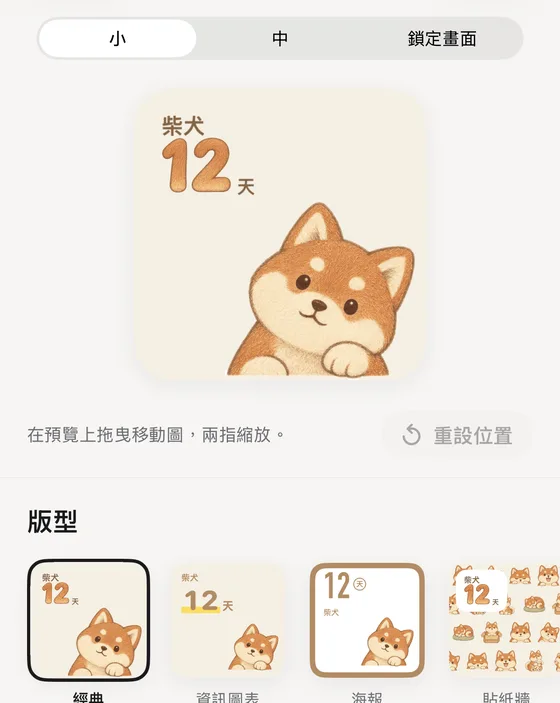 小
中
鎖定畫面
柴犬
12 天
在預覽上拖曳移動圖，兩指縮放。
重設位置
版型
柴犬
12 天
柴犬
12 天
12 天
柴犬
柴犬
12 天
經典
資訊圖表
海報
貼紙牆